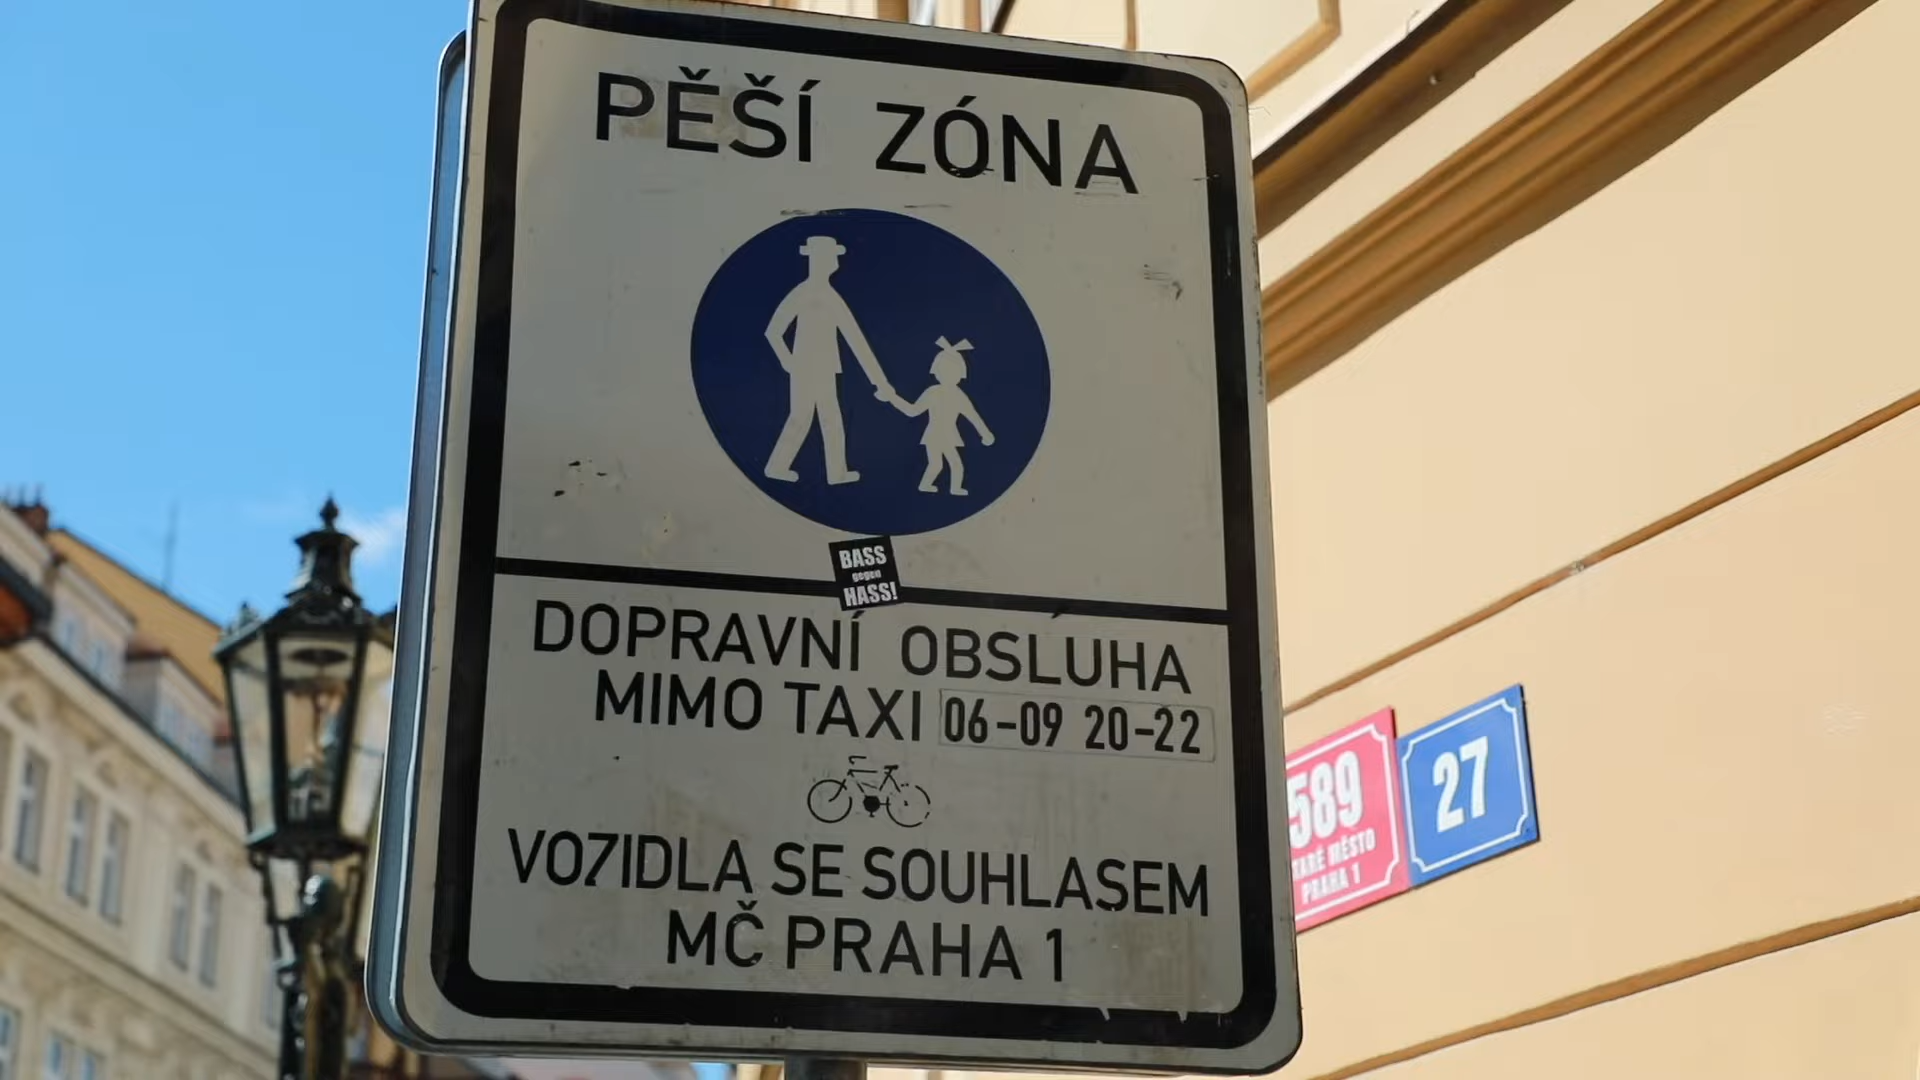 PĚŠÍ ZÓNA
BASS
gegen
HASS!
DOPRAVNÍ OBSLUHA
MIMO TAXI 06-09 20-22
VOZIDLA SE SOUHLASEM
MČ PRAHA 1
589
MĚSTO
PRAHA 1
27